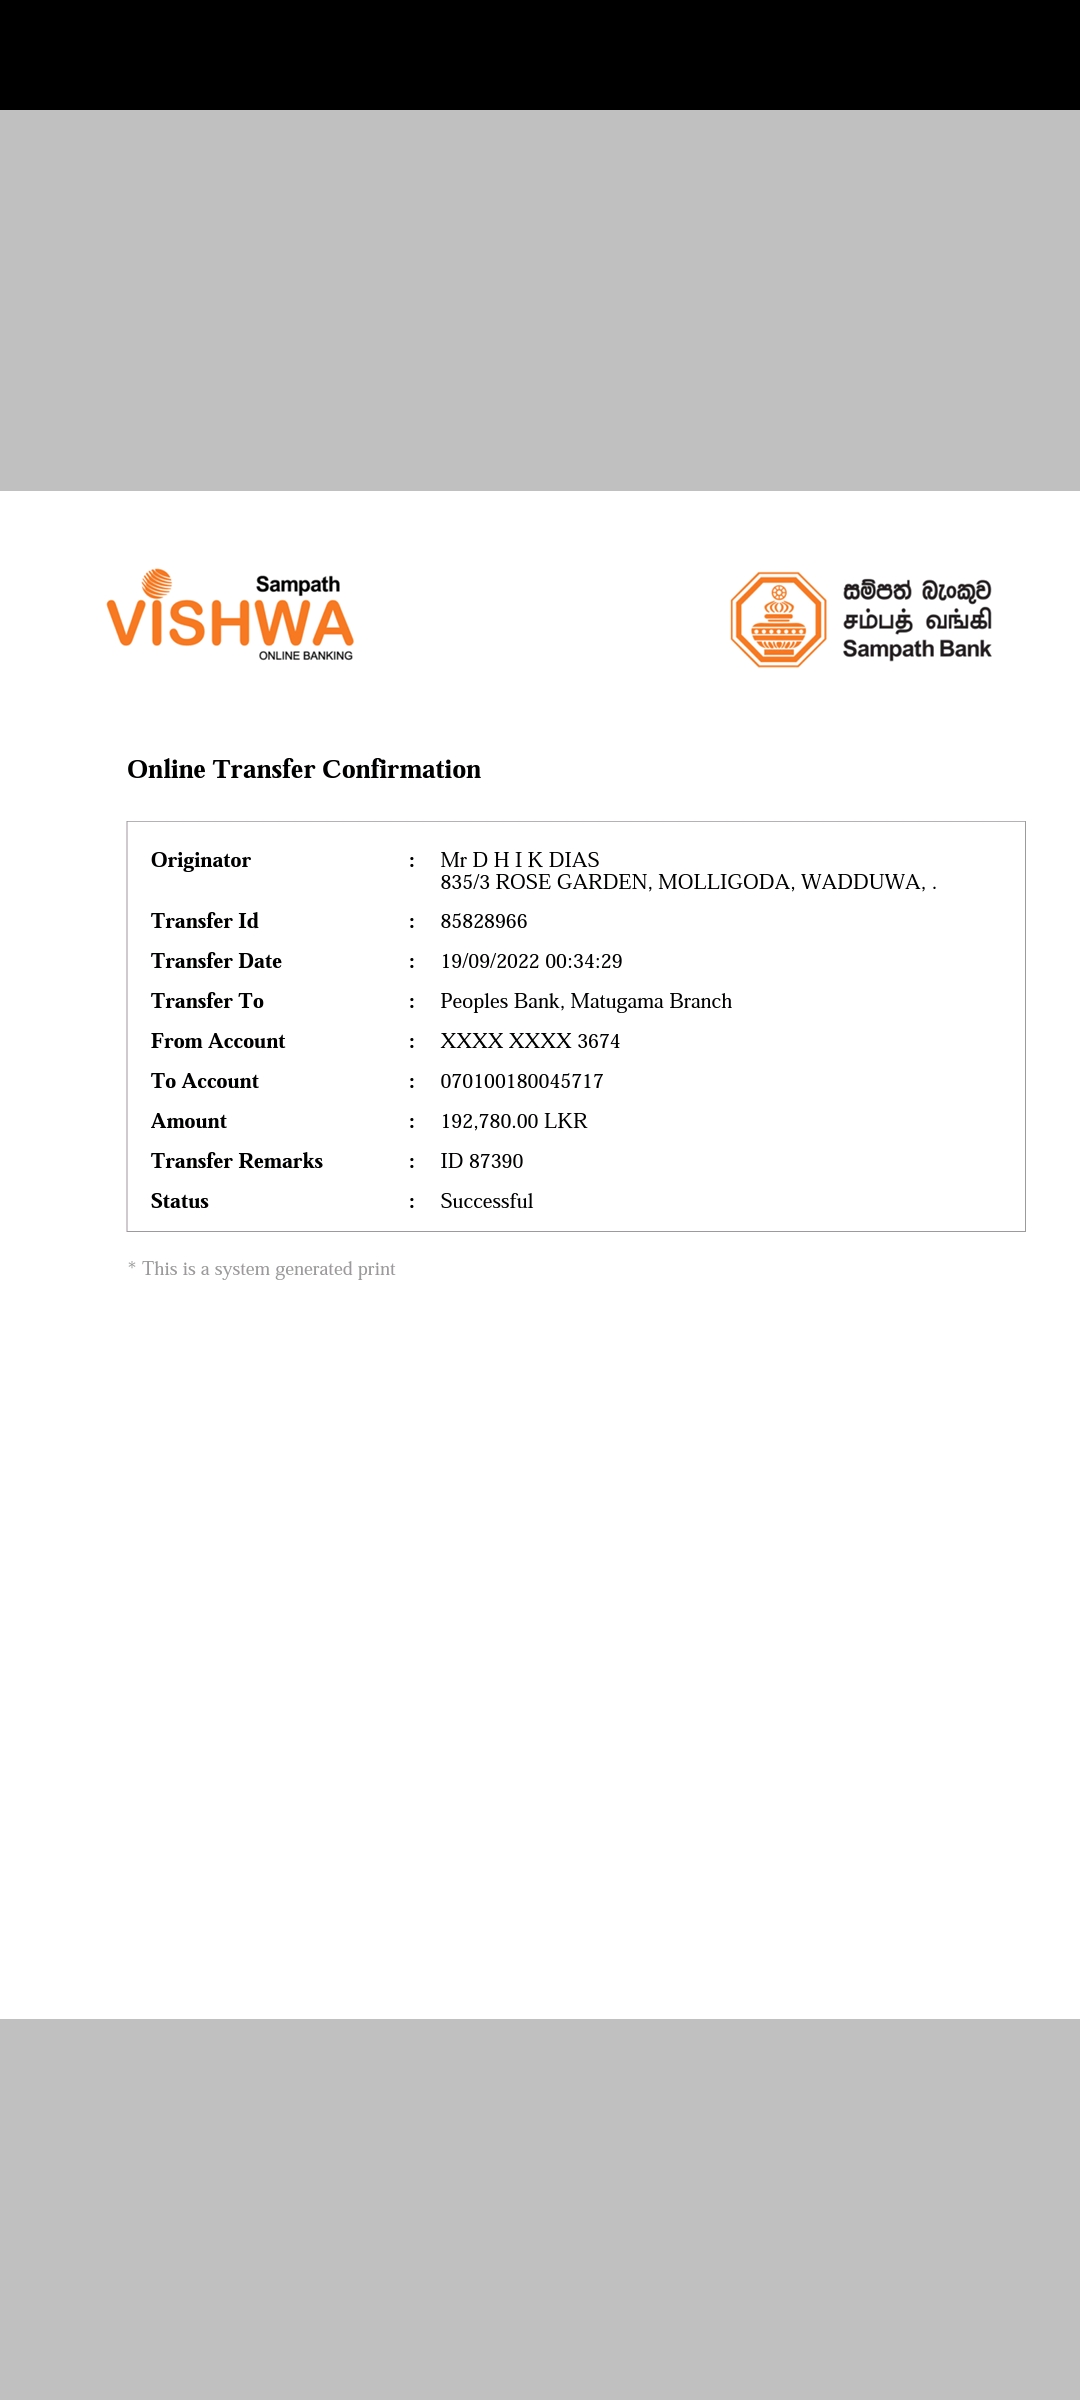 Sampath
VISHWA
ONLINE BANKING
සම්පත් බැංකුව
சம்பத் வங்கி
Sampath Bank
Online Transfer Confirmation
Originator : Mr D H I K DIAS
835/3 ROSE GARDEN, MOLLIGODA, WADDUWA, .
Transfer Id : 85828966
Transfer Date : 19/09/2022 00:34:29
Transfer To : Peoples Bank, Matugama Branch
From Account : XXXX XXXX 3674
To Account : 070100180045717
Amount : 192,780.00 LKR
Transfer Remarks : ID 87390
Status : Successful
* This is a system generated print